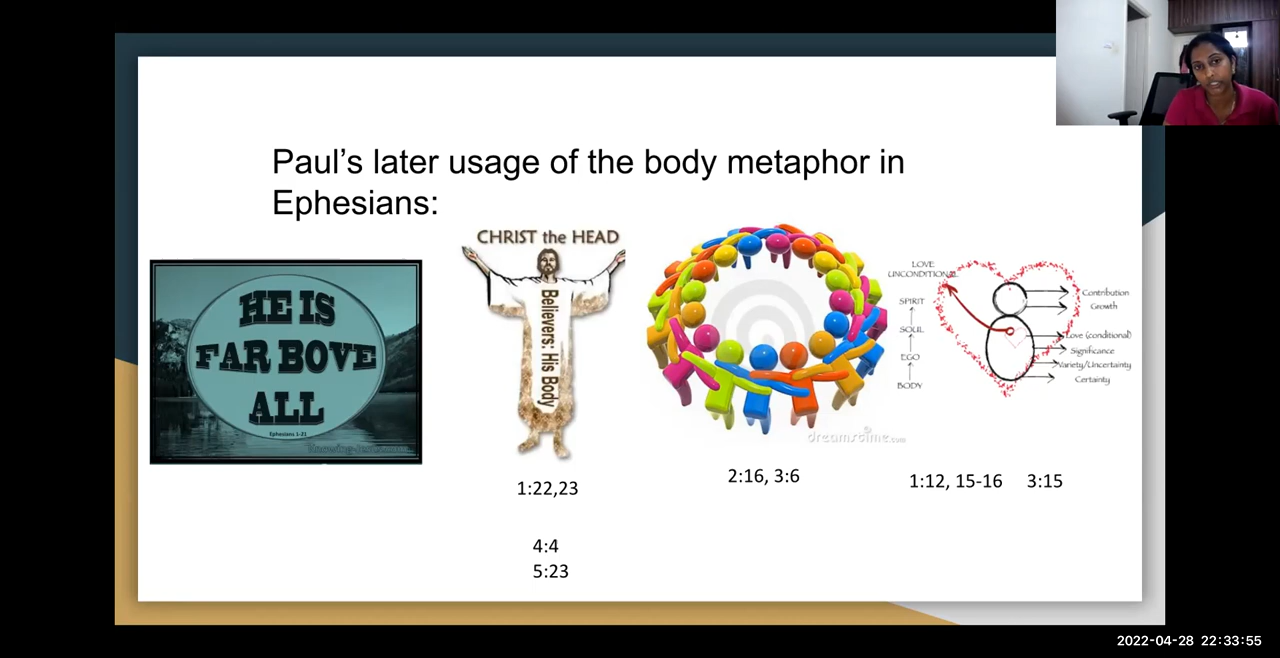 Paul’s later usage of the body metaphor in
Ephesians:
HE IS
FAR BOVE
ALL
Ephesians 1-21
CHRIST the HEAD
Believers: His Body
1:22,23
4:4
5:23
dreamstime.com
2:16, 3:6
LOVE
UNCONDITIONAL
SPIRIT
SOUL
EGO
BODY
Contribution
Growth
Love (conditional)
Significance
Variety/Uncertainty
Certainty
1:12, 15-16 3:15
2022-04-28 22:33:55